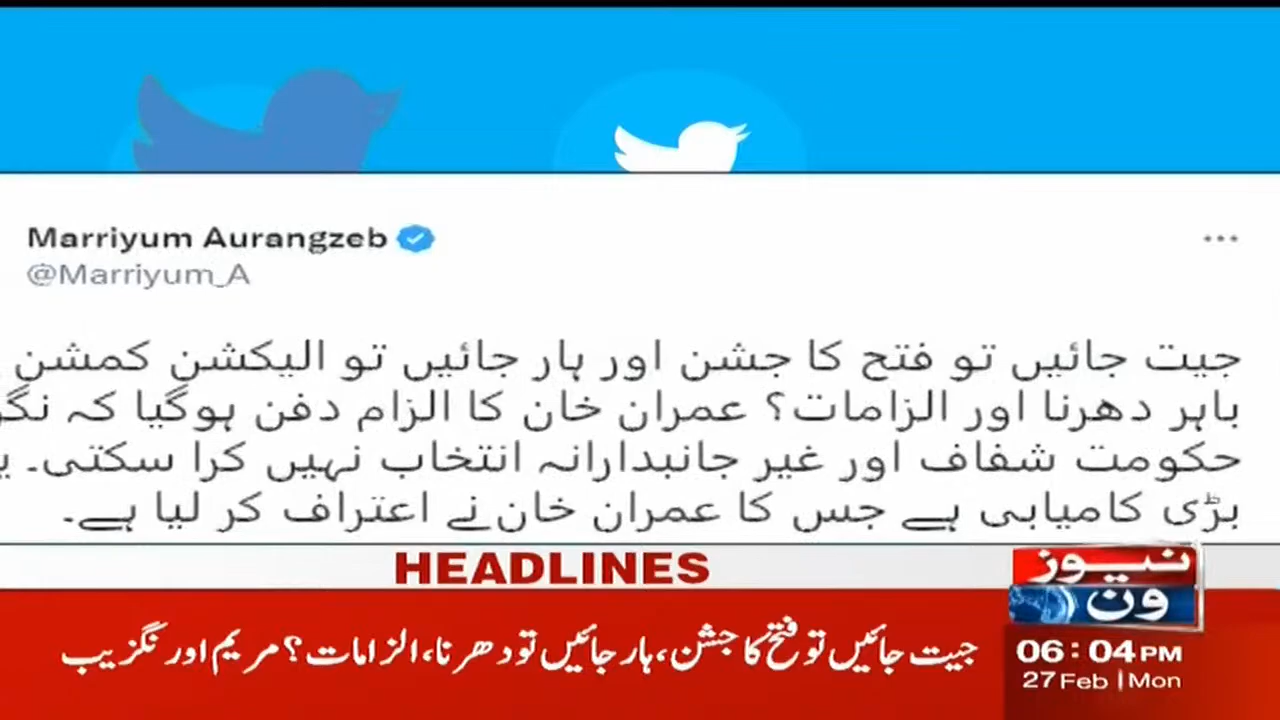 Marriyum Aurangzeb
@Marriyum_A
جیت جائیں تو فتح کا جشن اور ہار جائیں تو الیکشن کمشن
باہر دھرنا اور الزامات؟ عمران خان کا الزام دفن ہوگیا کہ
حکومت شفاف اور غیر جانبدارانہ انتخاب نہیں کرا سکتی۔
بڑی کامیابی ہے جس کا عمران خان نے اعتراف کر لیا ہے۔
HEADLINES
نیوز
ون
جیت جائیں تو فتح کا جشن، ہار جائیں تو دھرنا، الزامات؟ مریم اورنگزیب
06:04 PM
27 Feb | Mon